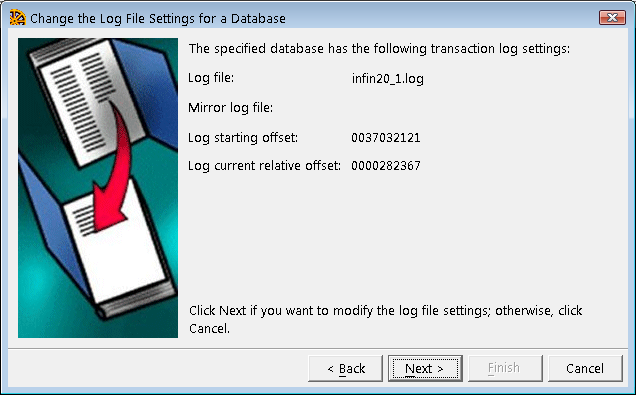 Change the Log File Settings for a Database
The specified database has the following transaction log settings:
Log file: infin20_1.log
Mirror log file:
Log starting offset: 0037032121
Log current relative offset: 0000282367
Click Next if you want to modify the log file settings; otherwise, click
Cancel.
< Back Next > Finish Cancel